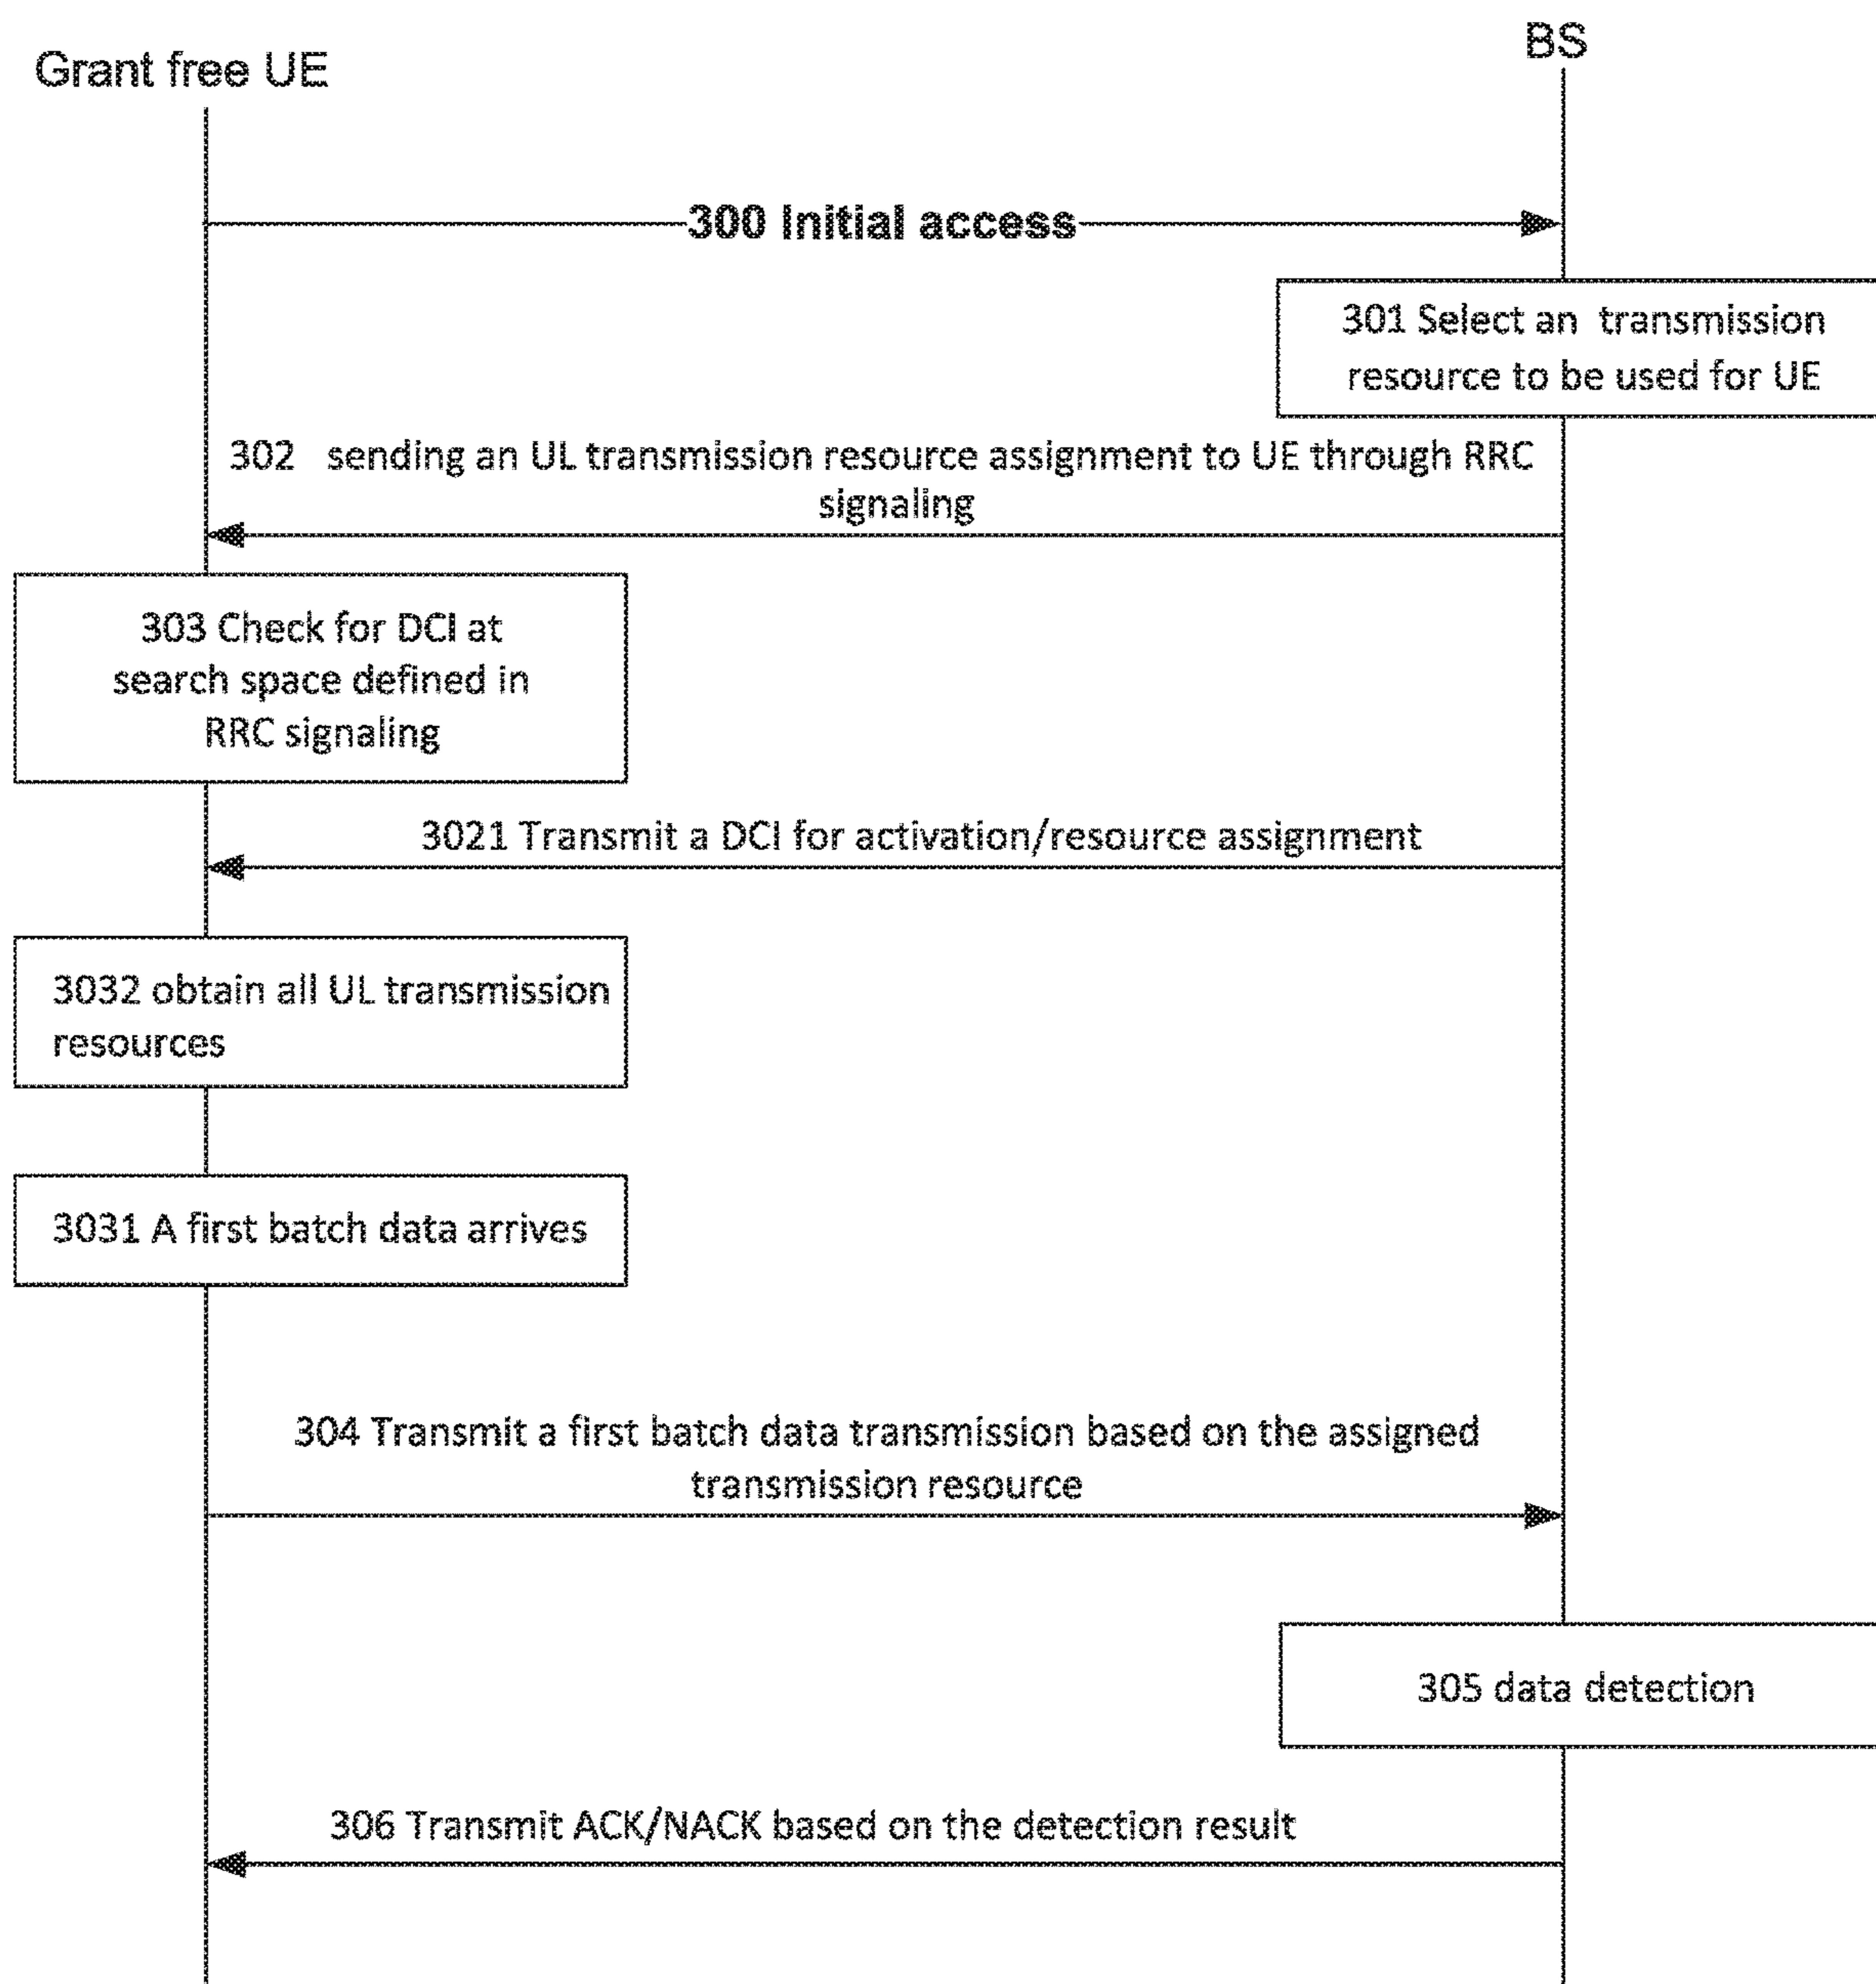 Grant free UE
BS
300 Initial access
301 Select an transmission
resource to be used for UE
302 sending an UL transmission resource assignment to UE through RRC
signaling
303 Check for DCI at
search space defined in
RRC signaling
3021 Transmit a DCI for activation/resource assignment
3032 obtain all UL transmission
resources
3031 A first batch data arrives
304 Transmit a first batch data transmission based on the assigned
transmission resource
305 data detection
306 Transmit ACK/NACK based on the detection result